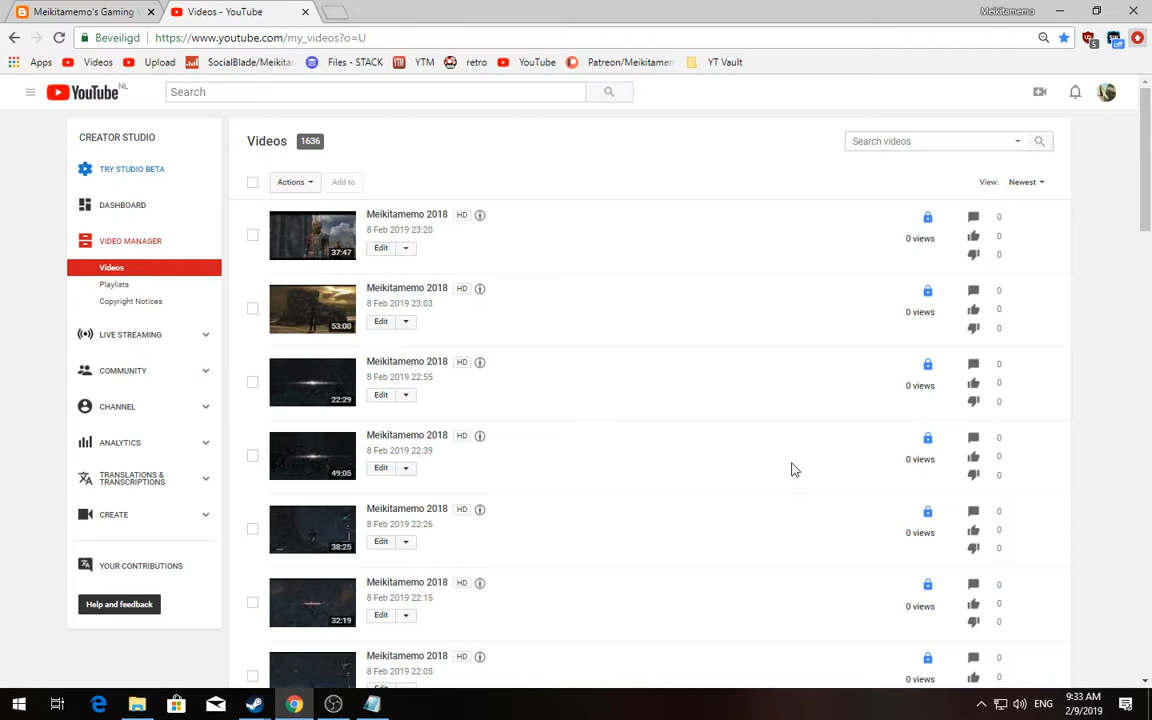 Meikitamemo's Gaming
Videos - YouTube
Meikitamemo
Beveiligd
https://www.youtube.com/my_videos?o=U
5
off
Apps
Videos
Upload
SocialBlade/Meikita
Files - STACK
YTM
retro
YouTube
Patreon/Meikitamem
YT Vault
YouTube NL
Search
CREATOR STUDIO
TRY STUDIO BETA
DASHBOARD
VIDEO MANAGER
Videos
Playlists
Copyright Notices
LIVE STREAMING
COMMUNITY
CHANNEL
ANALYTICS
TRANSLATIONS &
TRANSCRIPTIONS
CREATE
YOUR CONTRIBUTIONS
Help and feedback
Videos 1636
Search videos
Actions
Add to
View: Newest
Meikitamemo 2018 HD
8 Feb 2019 23:20
Edit
37:47
0 views
0
0
0
Meikitamemo 2018 HD
8 Feb 2019 23:03
Edit
53:00
0 views
0
0
0
Meikitamemo 2018 HD
8 Feb 2019 22:55
Edit
22:29
0 views
0
0
0
Meikitamemo 2018 HD
8 Feb 2019 22:39
Edit
49:05
0 views
0
0
0
Meikitamemo 2018 HD
8 Feb 2019 22:26
Edit
38:25
0 views
0
0
0
Meikitamemo 2018 HD
8 Feb 2019 22:15
Edit
32:19
0 views
0
0
0
Meikitamemo 2018 HD
8 Feb 2019 22:05
Edit
0
0
ENG
9:33 AM
2/9/2019